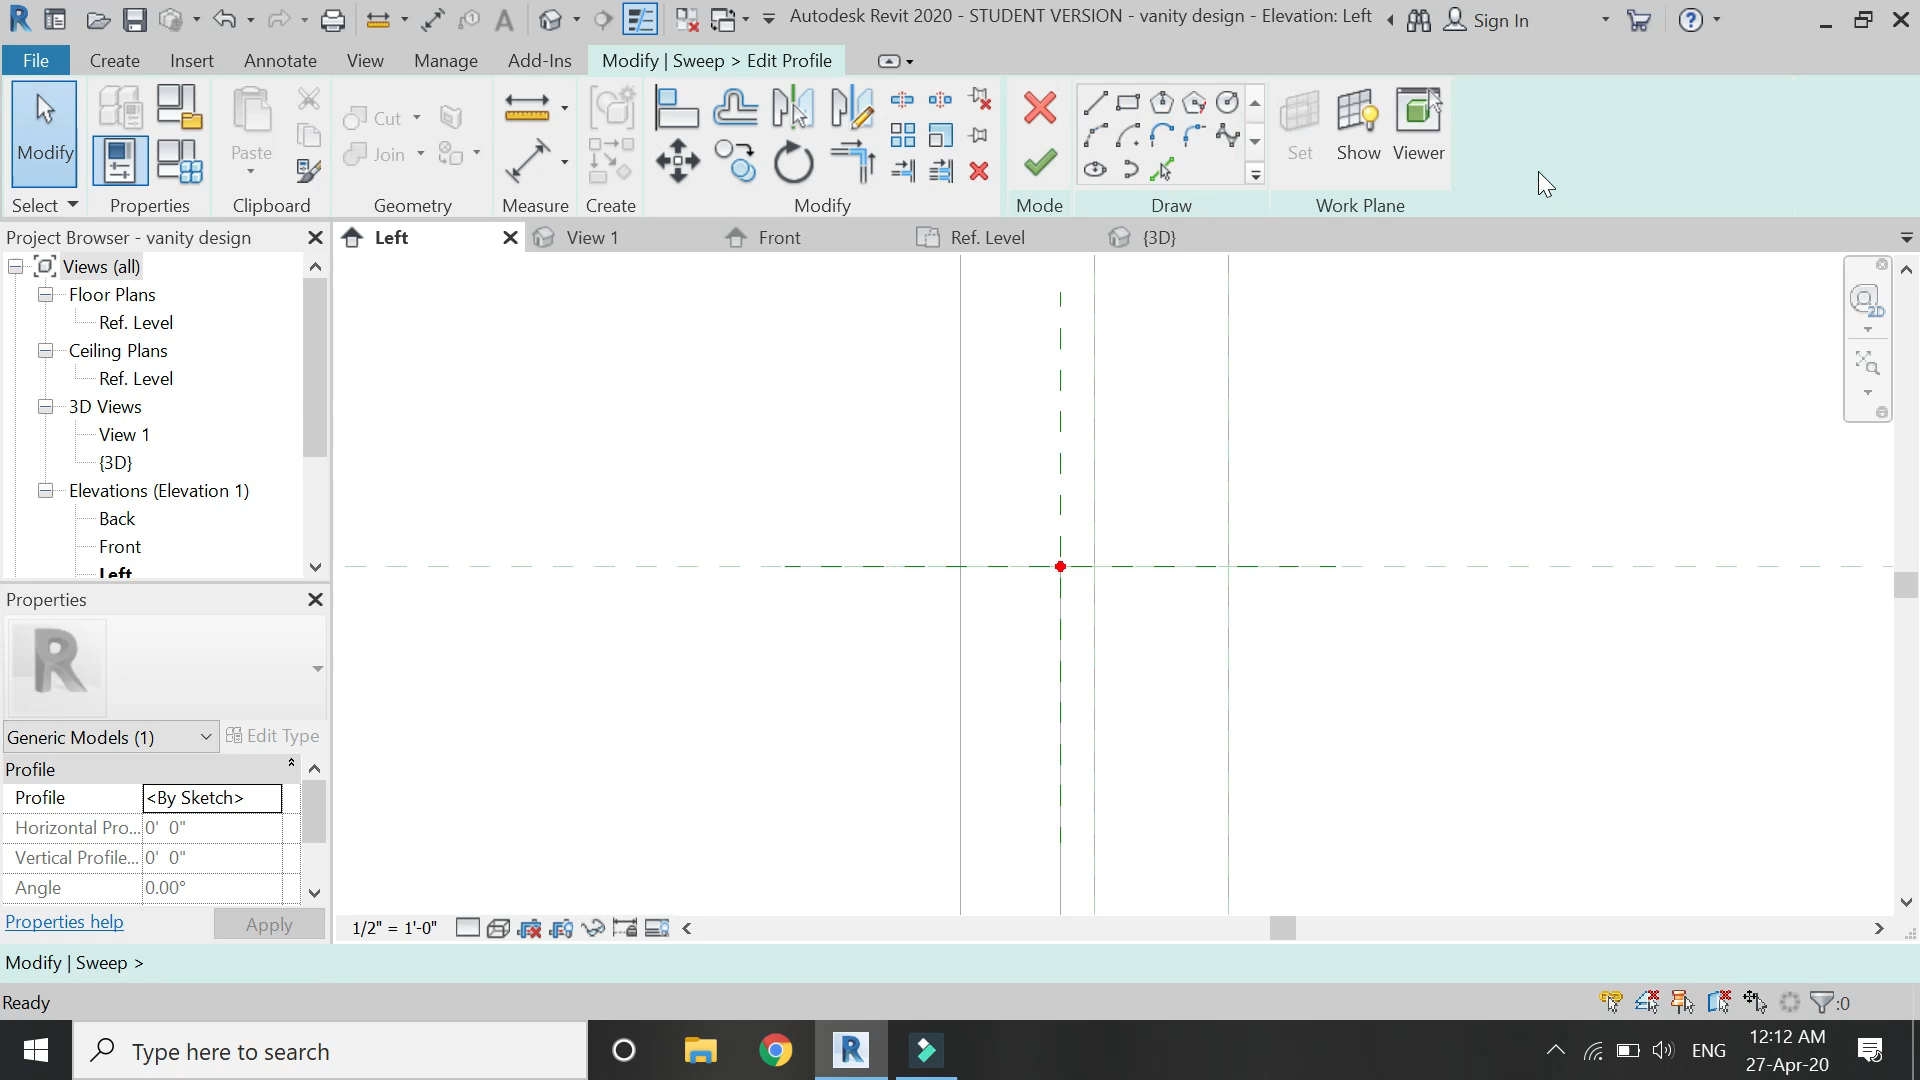 Autodesk Revit 2020 - STUDENT VERSION - vanity design - Elevation: Left
Sign In
File Create Insert Annotate View Manage Add-Ins Modify | Sweep > Edit Profile
Modify
Paste
Cut
Join
Set Show Viewer
Select Properties Clipboard Geometry Measure Create Modify Mode Draw Work Plane
Project Browser - vanity design
Left View 1 Front Ref. Level {3D}
Views (all)
Floor Plans
Ref. Level
Ceiling Plans
Ref. Level
3D Views
View 1
{3D}
Elevations (Elevation 1)
Back
Front
Left
2D
Properties
R
Generic Models (1)
Edit Type
Profile
Profile <By Sketch>
Horizontal Pro... 0' 0"
Vertical Profile... 0' 0"
Angle 0.00°
Properties help
Apply
1/2" = 1'-0"
Modify | Sweep >
Ready
:0
Type here to search
R
ENG
12:12 AM
27-Apr-20